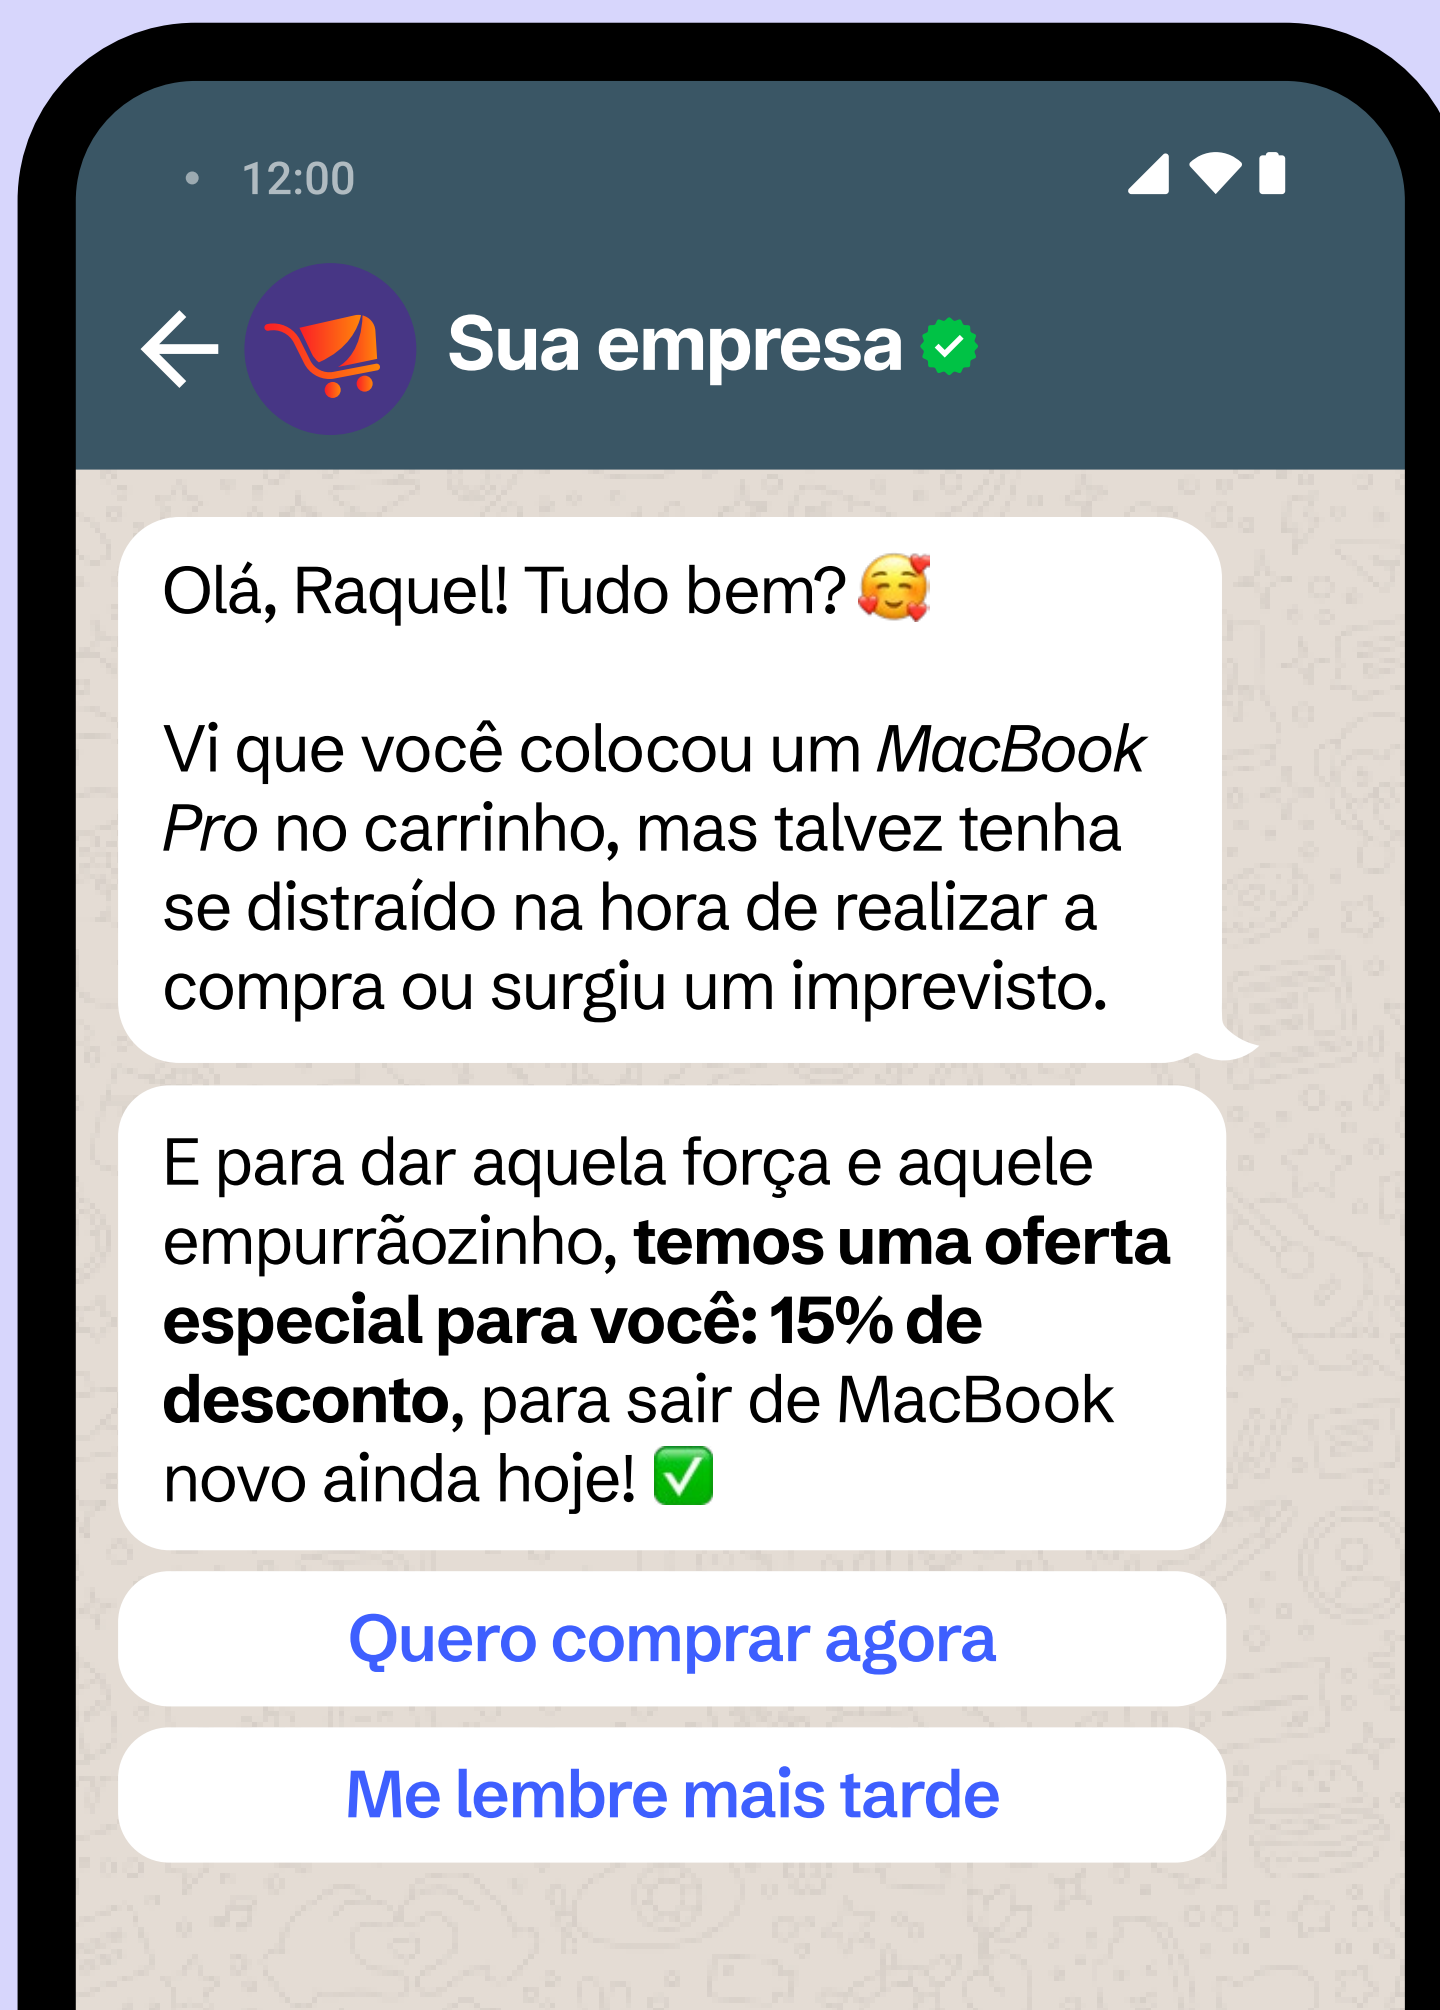 12:00
Sua empresa
Olá, Raquel! Tudo bem? 🥰
Vi que você colocou um MacBook
Pro no carrinho, mas talvez tenha
se distraído na hora de realizar a
compra ou surgiu um imprevisto.
E para dar aquela força e aquele
empurrãozinho, temos uma oferta
especial para você: 15% de
desconto, para sair de MacBook
novo ainda hoje! ✅
Quero comprar agora
Me lembre mais tarde